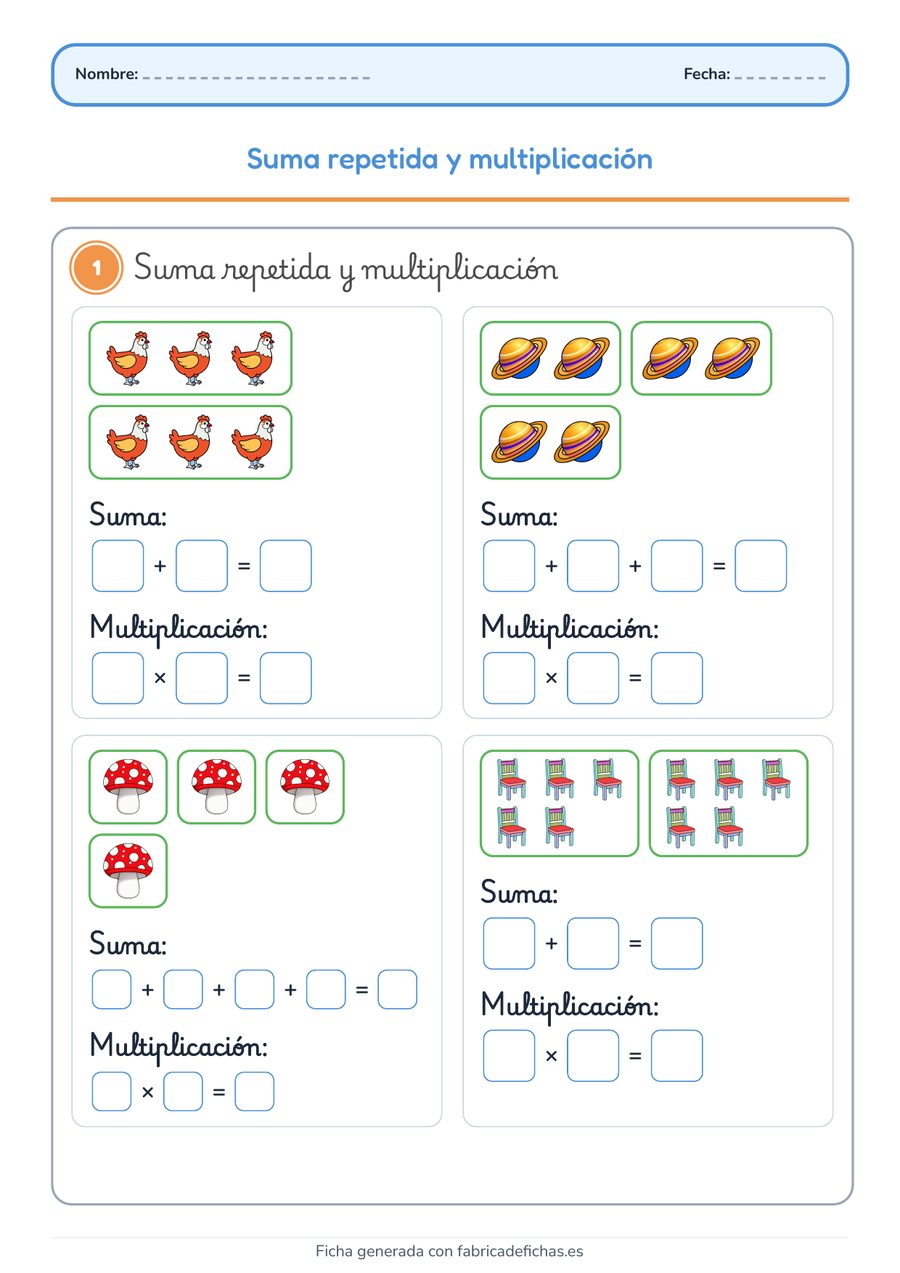 Nombre: Fecha:
Suma repetida y multiplicación
1 Suma repetida y multiplicación
Suma:
+ =
Multiplicación:
× =
Suma:
+ + =
Multiplicación:
× =
Suma:
+ + + =
Multiplicación:
× =
Suma:
+ =
Multiplicación:
× =
Ficha generada con fabricadefichas.es